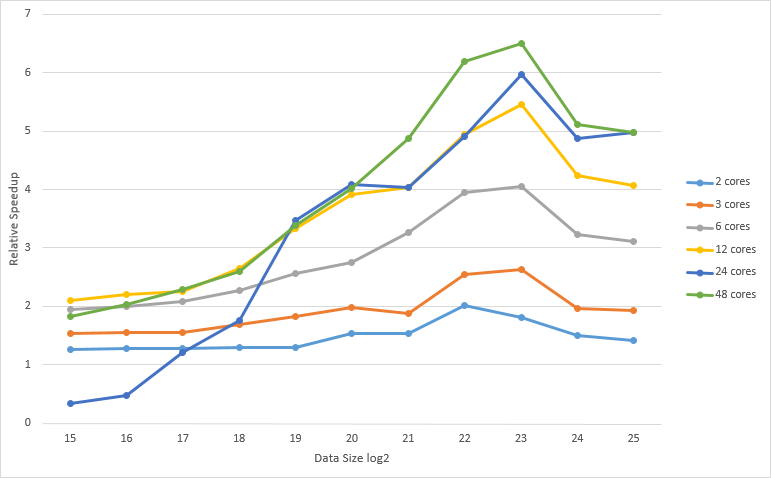 7
6
5
4
3
2
1
0
Relative Speedup
15 16 17 18 19 20 21 22 23 24 25
Data Size log2
2 cores
3 cores
6 cores
12 cores
24 cores
48 cores